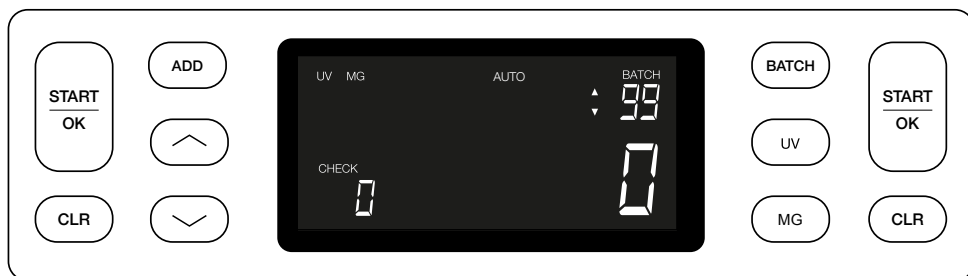 START
OK
CLR
ADD
UV MG
AUTO
BATCH
99
CHECK
0
0
BATCH
UV
MG
START
OK
CLR